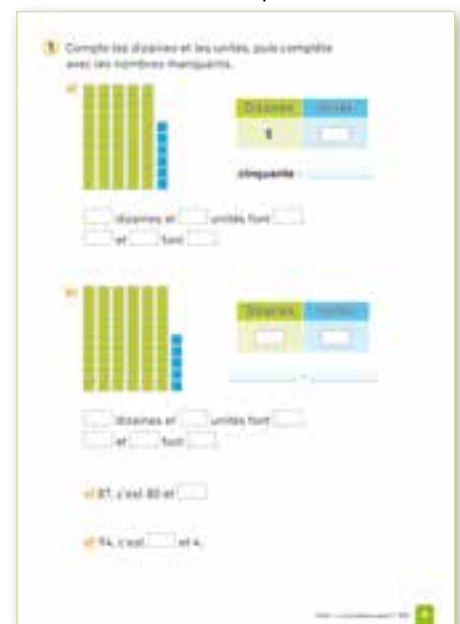 1 Compte les dizaines et les unités, puis complète
avec les nombres manquants.
a)
Dizaines Unités
5
cinquante -
dizaines et unités font
et font
b)
Dizaines Unités
-
dizaines et unités font
et font
c) 87, c'est 80 et
d) 94, c'est et 4.